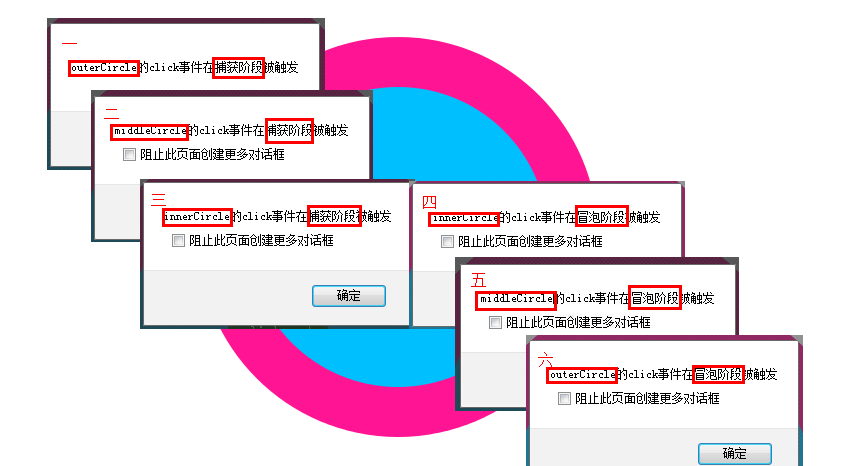 一
outerCircle的click事件在捕获阶段被触发
二
middleCircle的click事件在捕获阶段被触发
阻止此页面创建更多对话框
三
innerCircle的click事件在捕获阶段被触发
阻止此页面创建更多对话框
确定
四
innerCircle的click事件在冒泡阶段被触发
阻止此页面创建更多对话框
五
middleCircle的click事件在冒泡阶段被触发
阻止此页面创建更多对话框
六
outerCircle的click事件在冒泡阶段被触发
阻止此页面创建更多对话框
确定